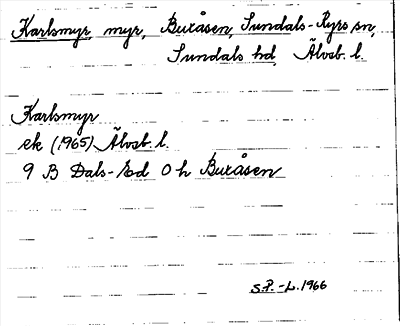 Karlsmyr myr, Buråsen, Sundals-Ryrs sn,
Sundals hd, Älvsb. l.
Karlsmyr
ek (1965) Älvsb. l.
9 B Dals-Ed 0 h Buråsen
S.P.-L. 1966